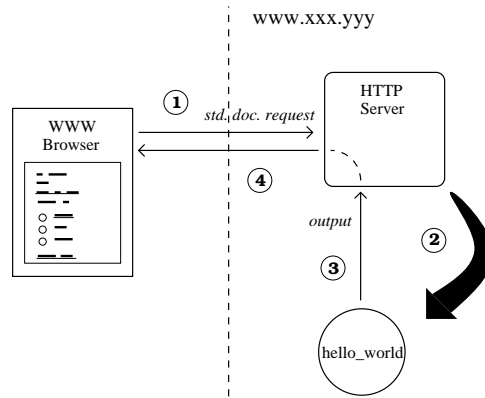 www.xxx.yyy
HTTP
Server
1
std. doc. request
WWW
Browser
4
output
2
3
hello_world